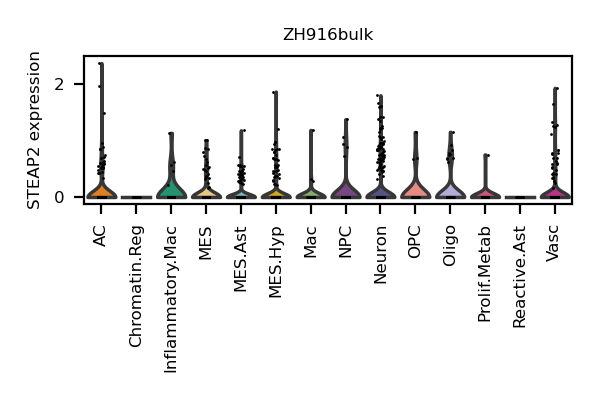 ZH916bulk
STEAP2 expression
2
0
AC
Chromatin.Reg
Inflammatory.Mac
MES
MES.Ast
MES.Hyp
Mac
NPC
Neuron
OPC
Oligo
Prolif.Metab
Reactive.Ast
Vasc